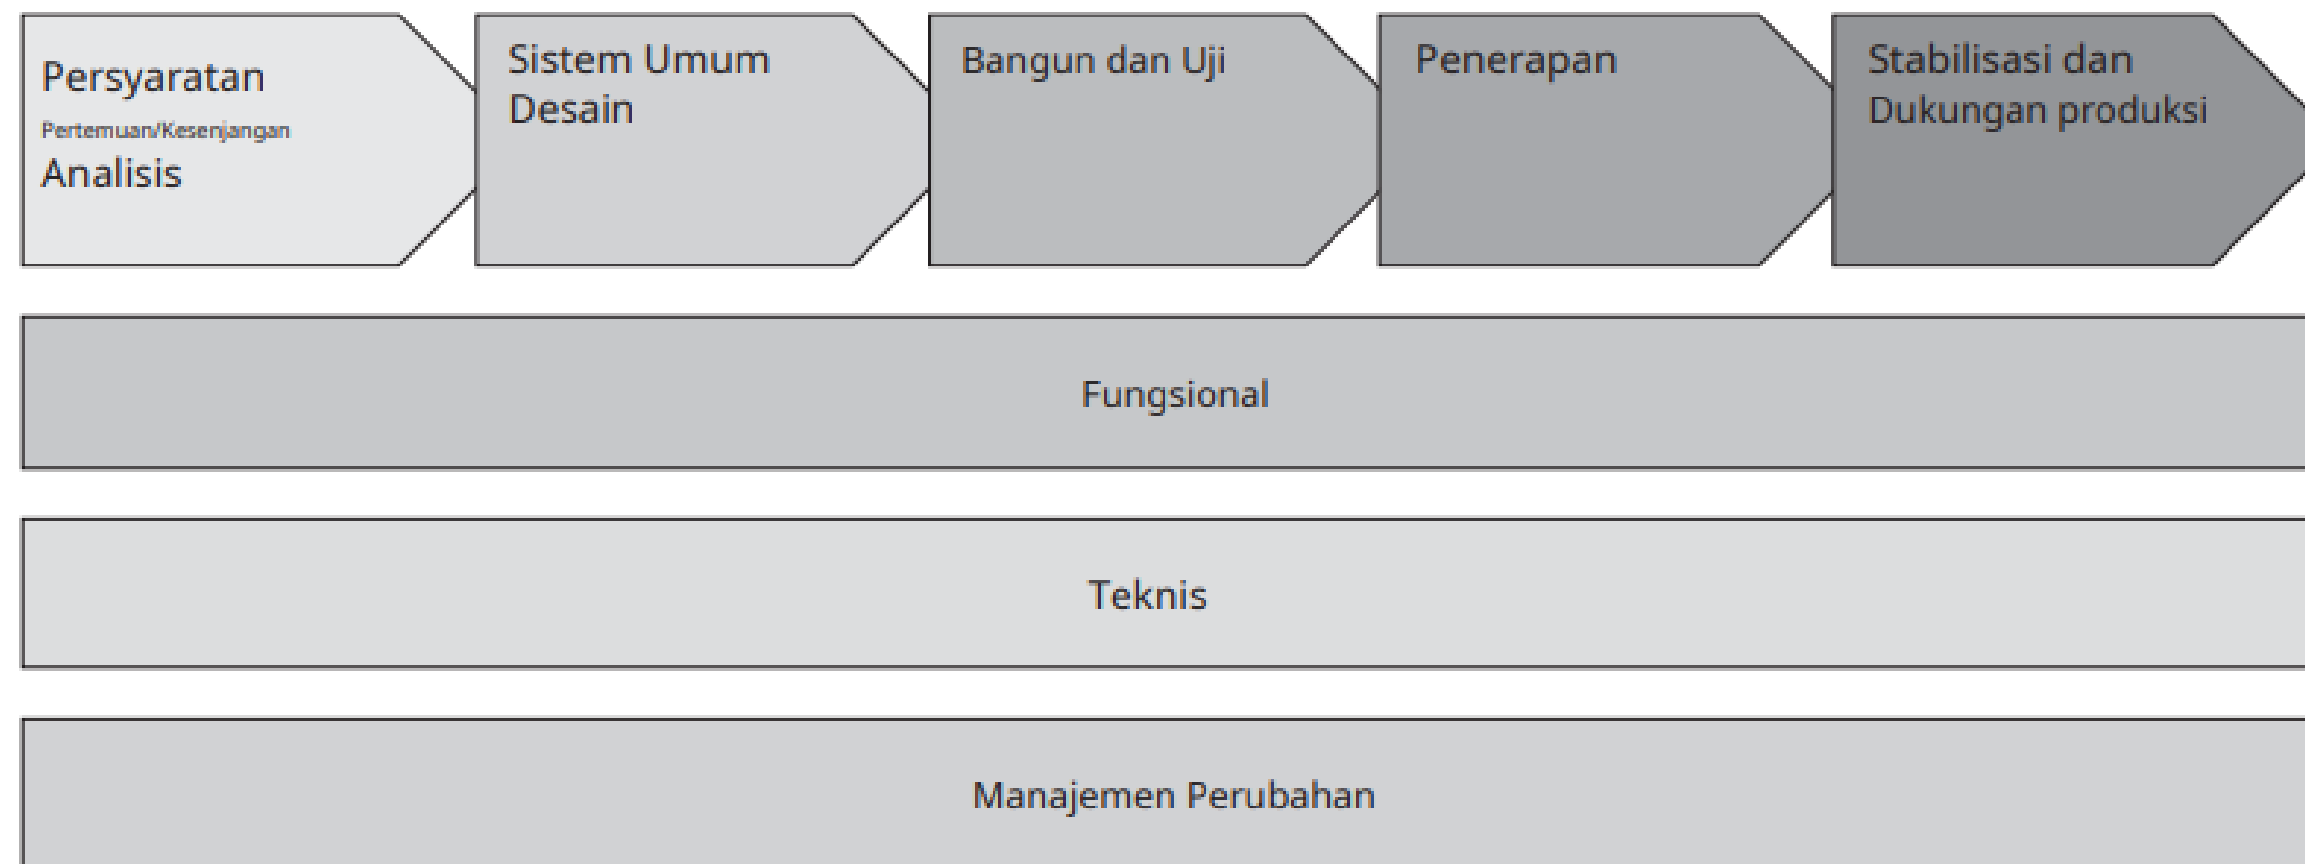 Persyaratan
Pertemuan/Kesenjangan
Analisis
Sistem Umum
Desain
Bangun dan Uji
Penerapan
Stabilisasi dan
Dukungan produksi
Fungsional
Teknis
Manajemen Perubahan